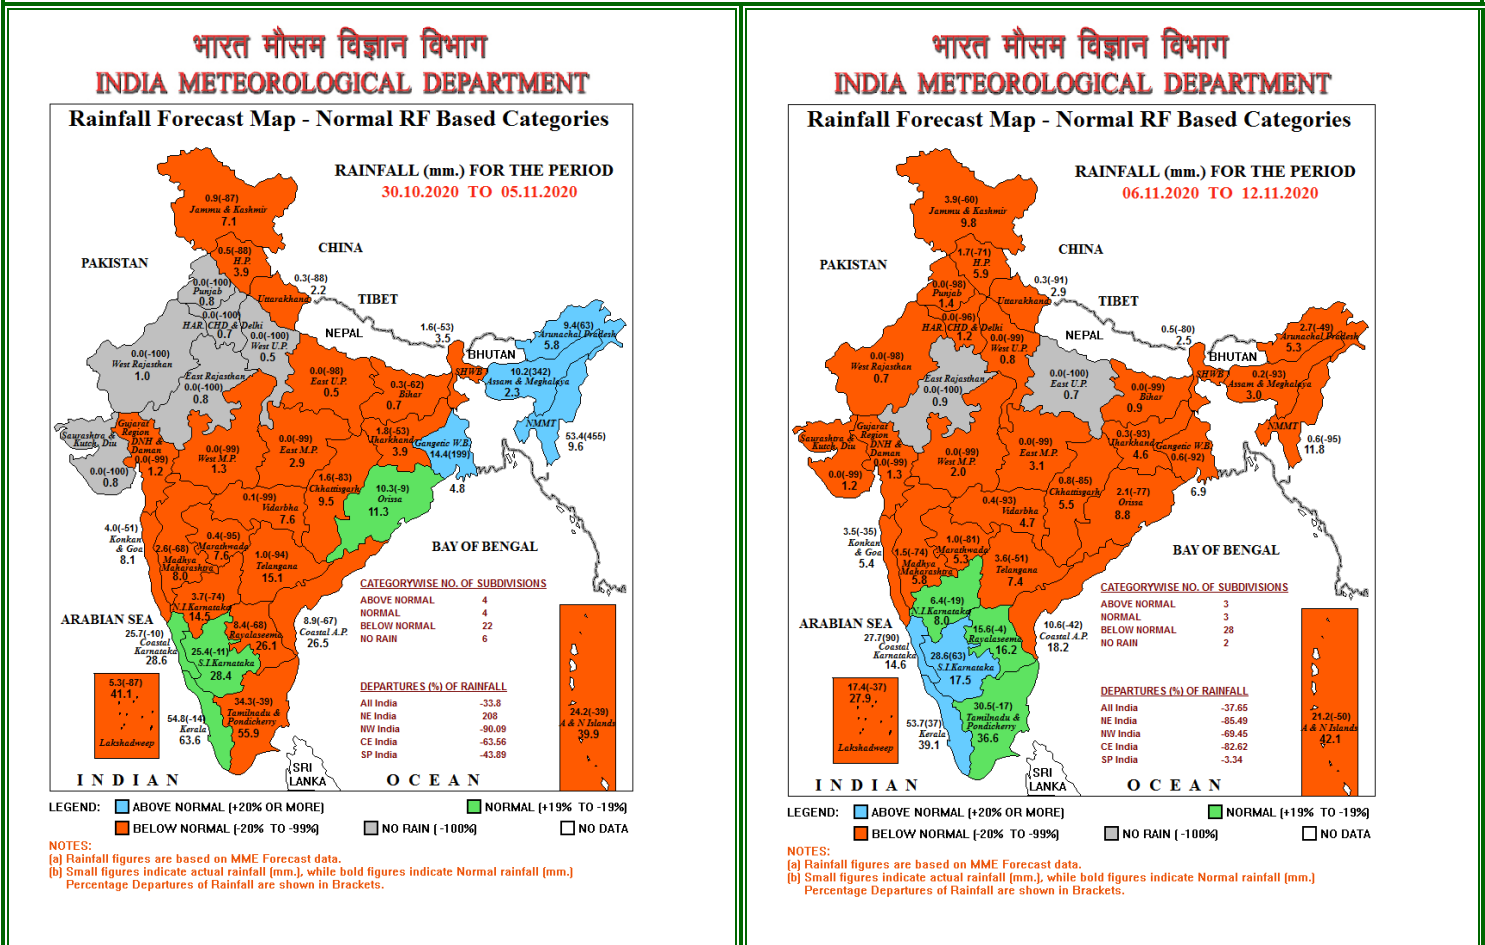 भारत मौसम विज्ञान विभाग
INDIA METEOROLOGICAL DEPARTMENT
Rainfall Forecast Map - Normal RF Based Categories
RAINFALL (mm.) FOR THE PERIOD
30.10.2020 TO 05.11.2020
0.9(-87)
Jammu & Kashmir
7.1
CHINA
0.5(-88)
H.P.
3.9
PAKISTAN
0.3(-88)
2.2
0.0(-100)
Punjab
0.8
Uttarakhand
TIBET
0.0(-100)
HAR. CHD & Delhi
0.7
NEPAL
1.6(-53)
3.5
9.4(63)
Arunachal Pradesh
5.8
0.0(-100)
West U.P.
0.5
BHUTAN
0.0(-100)
West Rajasthan
1.0
East Rajasthan
0.0(-100)
0.8
0.0(-98)
East U.P.
0.5
0.3(-62)
Bihar
0.7
SHWB
10.2(342)
Assam & Meghalaya
2.3
Gujarat
Region
DNH &
Daman
0.0(-99)
1.2
Saurashtra &
Kutch, Diu
0.0(-100)
0.8
0.0(-99)
West M.P.
1.3
0.0(-99)
East M.P.
2.9
1.8(-53)
Jharkhand
3.9
Gangetic W.B.
14.4(199)
4.8
NMMT
53.4(455)
9.6
1.6(-83)
Chhattisgarh
9.5
10.3(-9)
Orissa
11.3
0.1(-99)
Vidarbha
7.6
4.0(-51)
Konkan
& Goa
8.1
0.4(-95)
Marathwada
7.6
2.6(-68)
Madhya
Maharashtra
8.0
1.0(-94)
Telangana
15.1
BAY OF BENGAL
3.7(-74)
N.I.Karnataka
14.5
ARABIAN SEA
25.7(-10)
Coastal
Karnataka
28.6
8.4(-68)
Rayalaseema
26.1
8.9(-67)
Coastal A.P.
26.5
25.4(-11)
S.I.Karnataka
28.4
5.3(-87)
41.1
Lakshadweep
54.8(-14)
Kerala
63.6
34.3(-39)
Tamilnadu &
Pondicherry
55.9
24.2(-39)
A & N Islands
39.9
CATEGORYWISE NO. OF SUBDIVISIONS
ABOVE NORMAL 4
NORMAL 4
BELOW NORMAL 22
NO RAIN 6
DEPARTURES (%) OF RAINFALL
All India -33.8
NE India 208
NW India -90.09
CE India -63.56
SP India -43.89
SRI
LANKA
INDIAN OCEAN
LEGEND: ABOVE NORMAL (+20% OR MORE) NORMAL (+19% TO -19%)
BELOW NORMAL (-20% TO -99%) NO RAIN ( -100%) NO DATA
NOTES:
(a) Rainfall figures are based on MME Forecast data.
(b) Small figures indicate actual rainfall (mm.), while bold figures indicate Normal rainfall (mm.)
Percentage Departures of Rainfall are shown in Brackets.
भारत मौसम विज्ञान विभाग
INDIA METEOROLOGICAL DEPARTMENT
Rainfall Forecast Map - Normal RF Based Categories
RAINFALL (mm.) FOR THE PERIOD
06.11.2020 TO 12.11.2020
3.9(-60)
Jammu & Kashmir
9.8
CHINA
1.7(-71)
H.P.
5.9
PAKISTAN
0.3(-91)
2.9
0.0(-98)
Punjab
1.4
Uttarakhand
TIBET
0.0(-96)
HAR. CHD & Delhi
1.2
NEPAL
0.5(-80)
2.5
2.7(-49)
Arunachal Pradesh
5.3
0.0(-99)
West U.P.
0.8
BHUTAN
0.0(-98)
West Rajasthan
0.7
East Rajasthan
0.0(-100)
0.9
0.0(-100)
East U.P.
0.7
0.0(-99)
Bihar
0.9
SHWB
0.2(-93)
Assam & Meghalaya
3.0
Gujarat
Region
DNH &
Daman
0.0(-99)
1.3
Saurashtra &
Kutch, Diu
0.0(-99)
1.2
0.0(-99)
West M.P.
2.0
0.0(-99)
East M.P.
3.1
0.3(-93)
Jharkhand
4.6
Gangetic W.B.
0.6(-92)
6.9
NMMT
0.6(-95)
11.8
0.8(-85)
Chhattisgarh
5.5
2.1(-77)
Orissa
8.8
0.4(-93)
Vidarbha
4.7
3.5(-35)
Konkan
& Goa
5.4
1.0(-81)
Marathwada
5.3
1.5(-74)
Madhya
Maharashtra
5.8
3.6(-51)
Telangana
7.4
BAY OF BENGAL
6.4(-19)
N.I.Karnataka
8.0
ARABIAN SEA
27.7(90)
Coastal
Karnataka
14.6
15.6(-4)
Rayalaseema
16.2
10.6(-42)
Coastal A.P.
18.2
28.6(63)
S.I.Karnataka
17.5
17.4(-37)
27.9
Lakshadweep
53.7(37)
Kerala
39.1
30.5(-17)
Tamilnadu &
Pondicherry
36.6
21.2(-50)
A & N Islands
42.1
CATEGORYWISE NO. OF SUBDIVISIONS
ABOVE NORMAL 3
NORMAL 3
BELOW NORMAL 28
NO RAIN 2
DEPARTURES (%) OF RAINFALL
All India -37.65
NE India -85.49
NW India -69.45
CE India -82.62
SP India -3.34
SRI
LANKA
INDIAN OCEAN
LEGEND: ABOVE NORMAL (+20% OR MORE) NORMAL (+19% TO -19%)
BELOW NORMAL (-20% TO -99%) NO RAIN ( -100%) NO DATA
NOTES:
(a) Rainfall figures are based on MME Forecast data.
(b) Small figures indicate actual rainfall (mm.), while bold figures indicate Normal rainfall (mm.)
Percentage Departures of Rainfall are shown in Brackets.